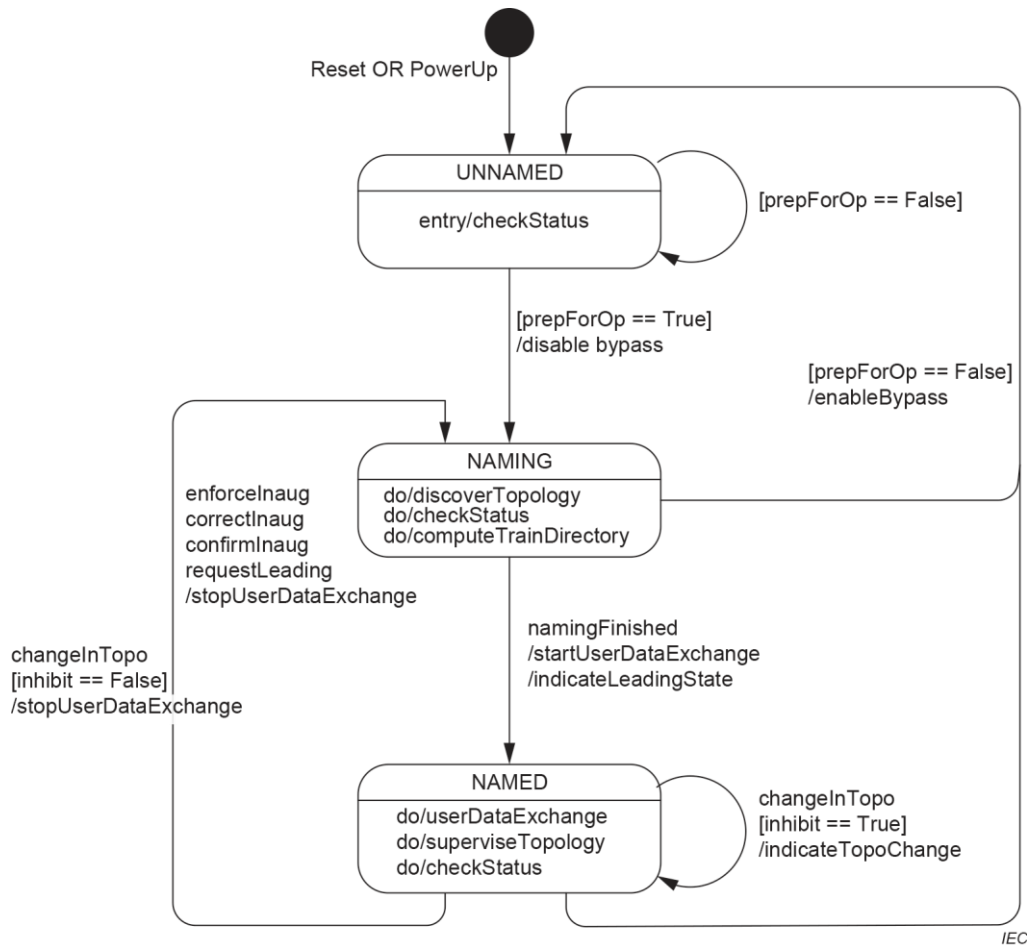 Reset OR PowerUp
UNNAMED
entry/checkStatus
[prepForOp == False]
[prepForOp == True]
/disable bypass
[prepForOp == False]
/enableBypass
NAMING
do/discoverTopology
do/checkStatus
do/computeTrainDirectory
enforceInaug
correctInaug
confirmInaug
requestLeading
/stopUserDataExchange
changeInTopo
[inhibit == False]
/stopUserDataExchange
namingFinished
/startUserDataExchange
/indicateLeadingState
NAMED
do/userDataExchange
do/superviseTopology
do/checkStatus
changeInTopo
[inhibit == True]
/indicateTopoChange
IEC